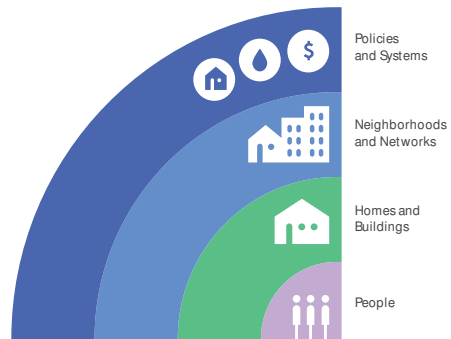 Policies
and Systems
$
Neighborhoods
and Networks
Homes and
Buildings
People